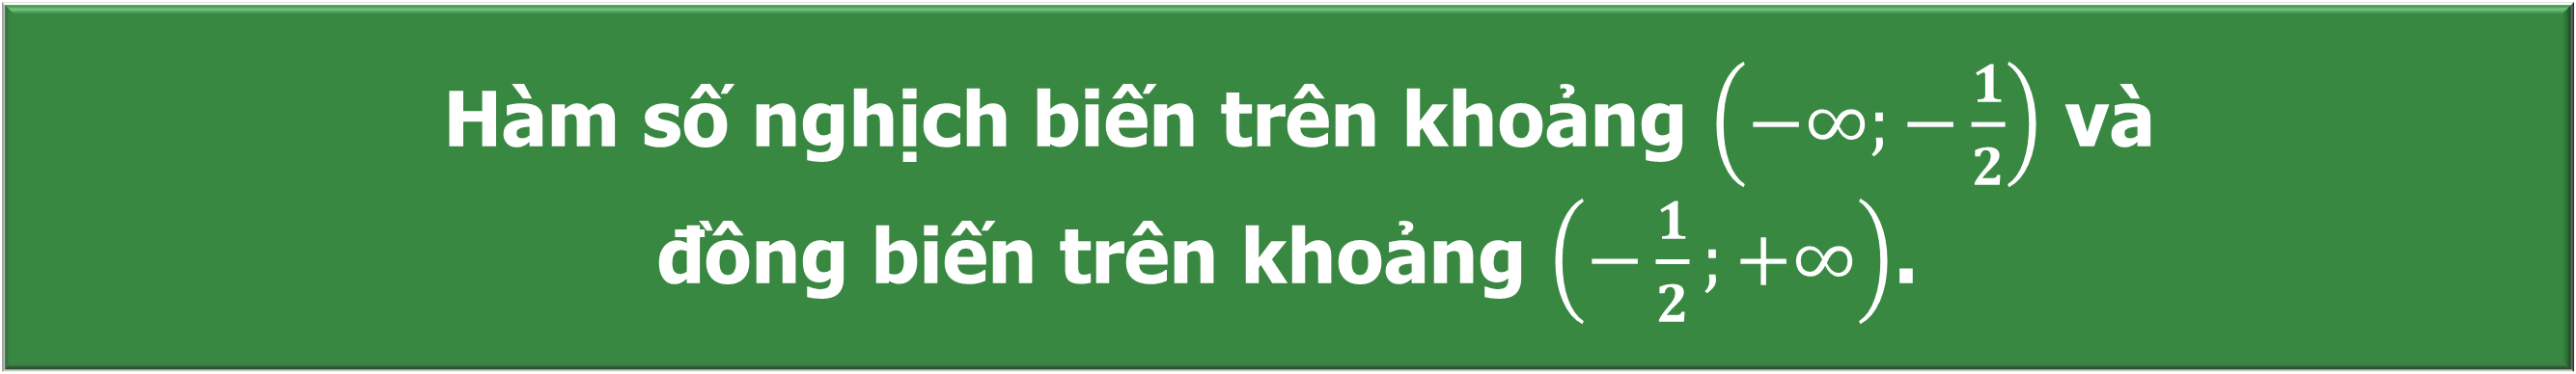 Hàm số nghịch biến trên khoảng (−∞; −1/2) và
đồng biến trên khoảng (−1/2; +∞).